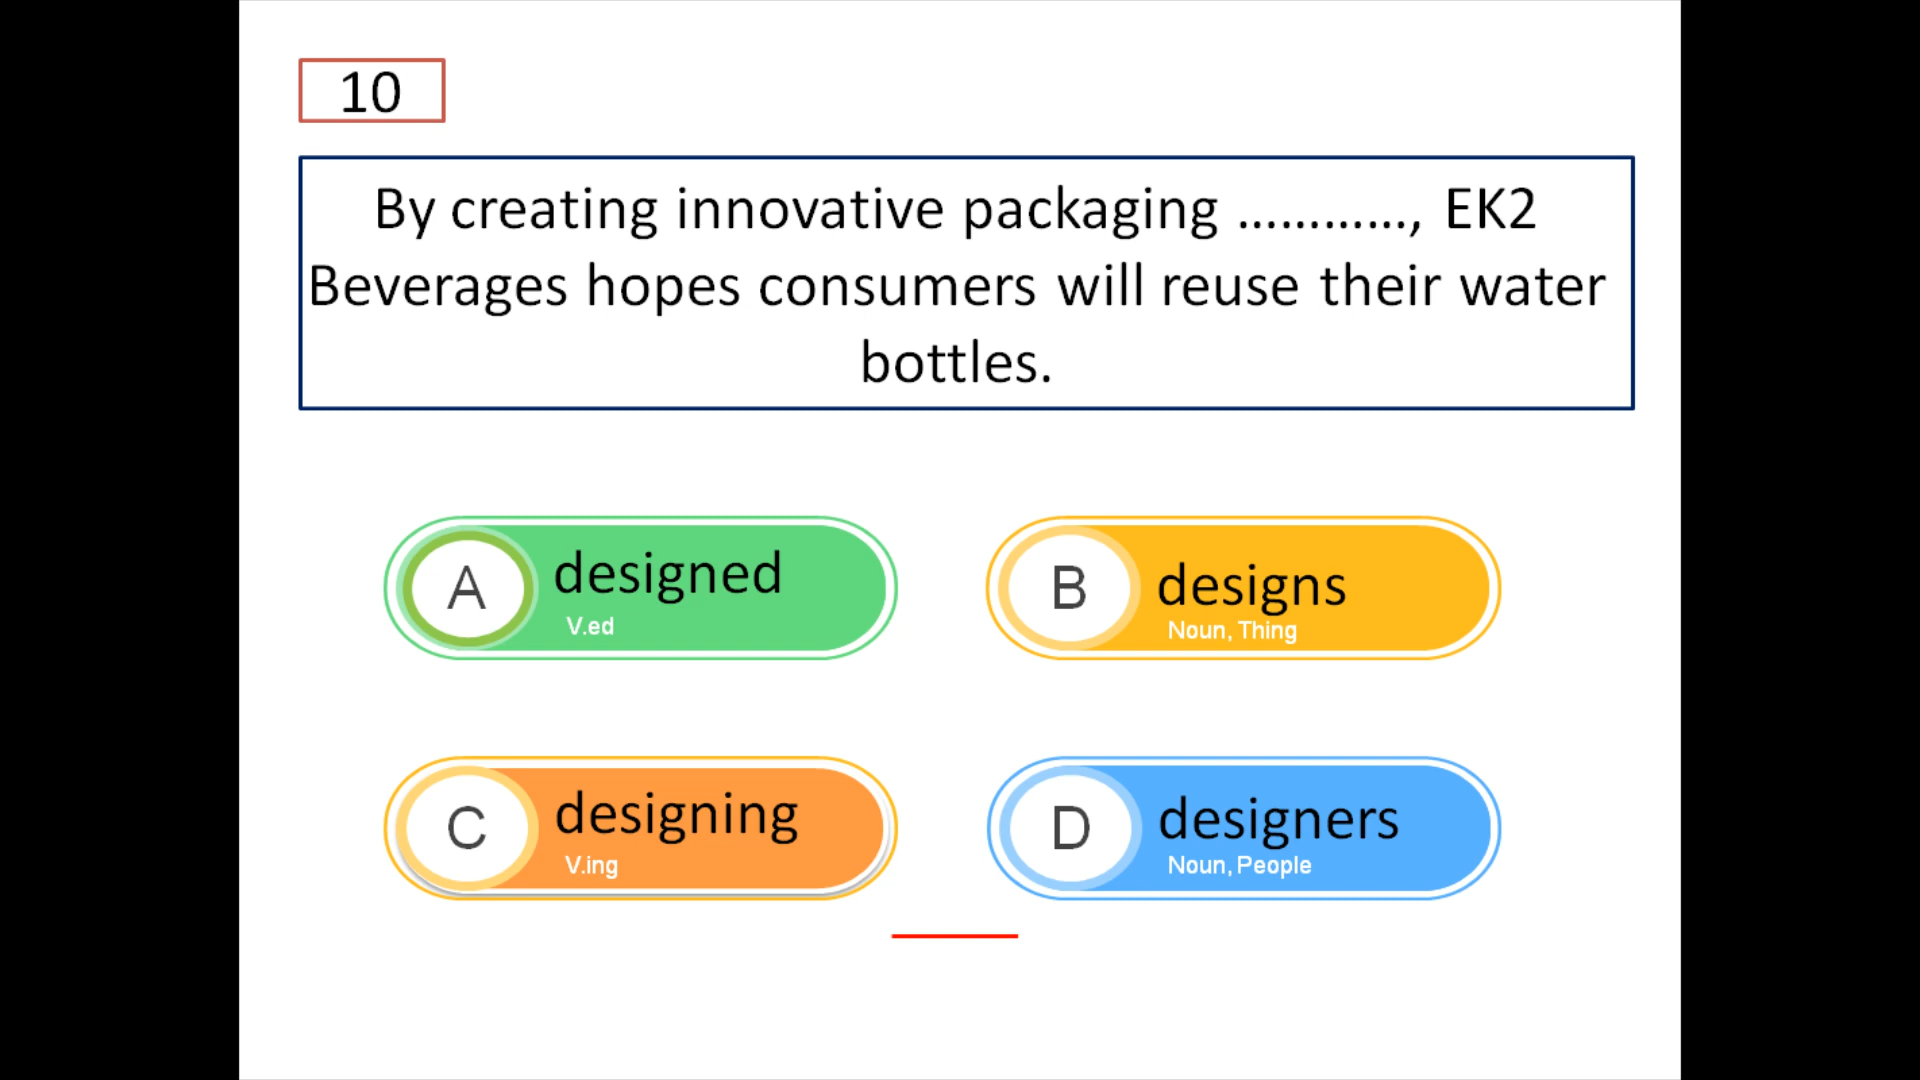 10
By creating innovative packaging ............, EK2
Beverages hopes consumers will reuse their water
bottles.
A designed
V.ed
B designs
Noun, Thing
C designing
V.ing
D designers
Noun, People